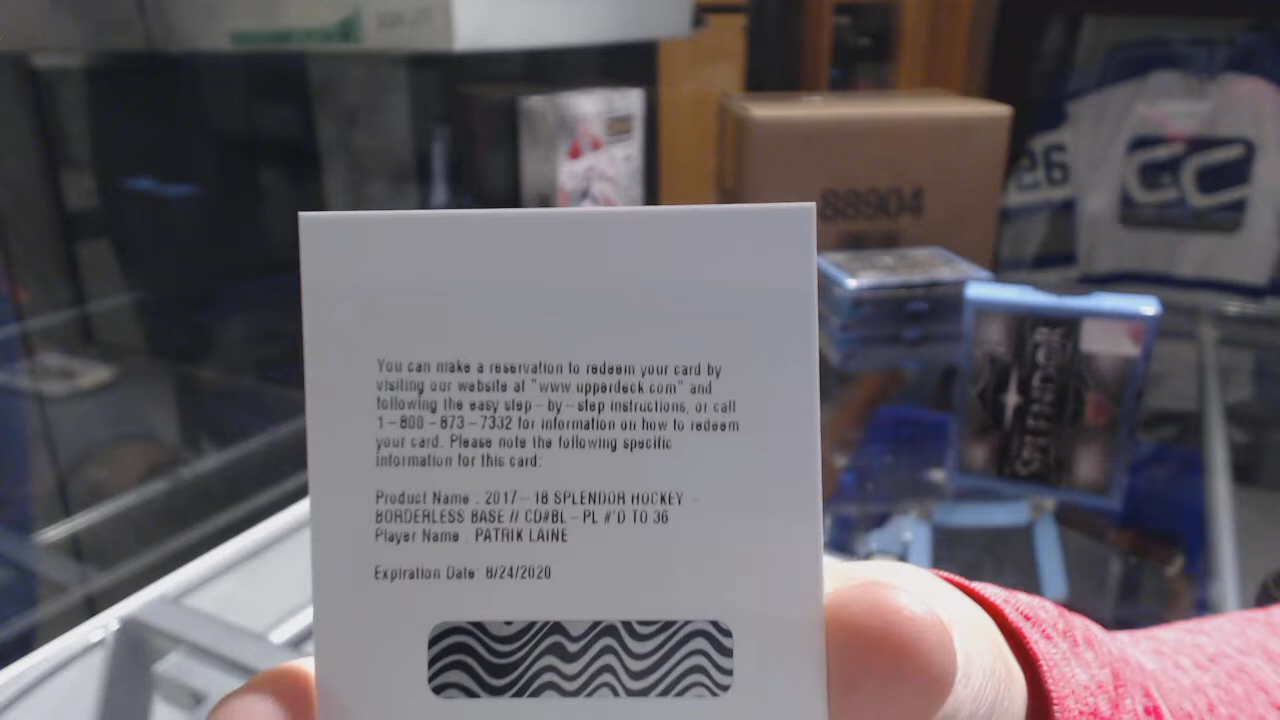 88904
26
CC
You can make a reservation to redeem your card by
visiting our website at "www upperdeck com" and
following the easy step-by-step instructions, or call
1-800-873-7332 for information on how to redeem
your card. Please note the following specific
information for this card:
Product Name : 2017-18 SPLENDOR HOCKEY -
BORDERLESS BASE // CD#BL - PL #'D TO 36
Player Name : PATRIK LAINE
Expiration Date: 8/24/2020
SPLENDOR